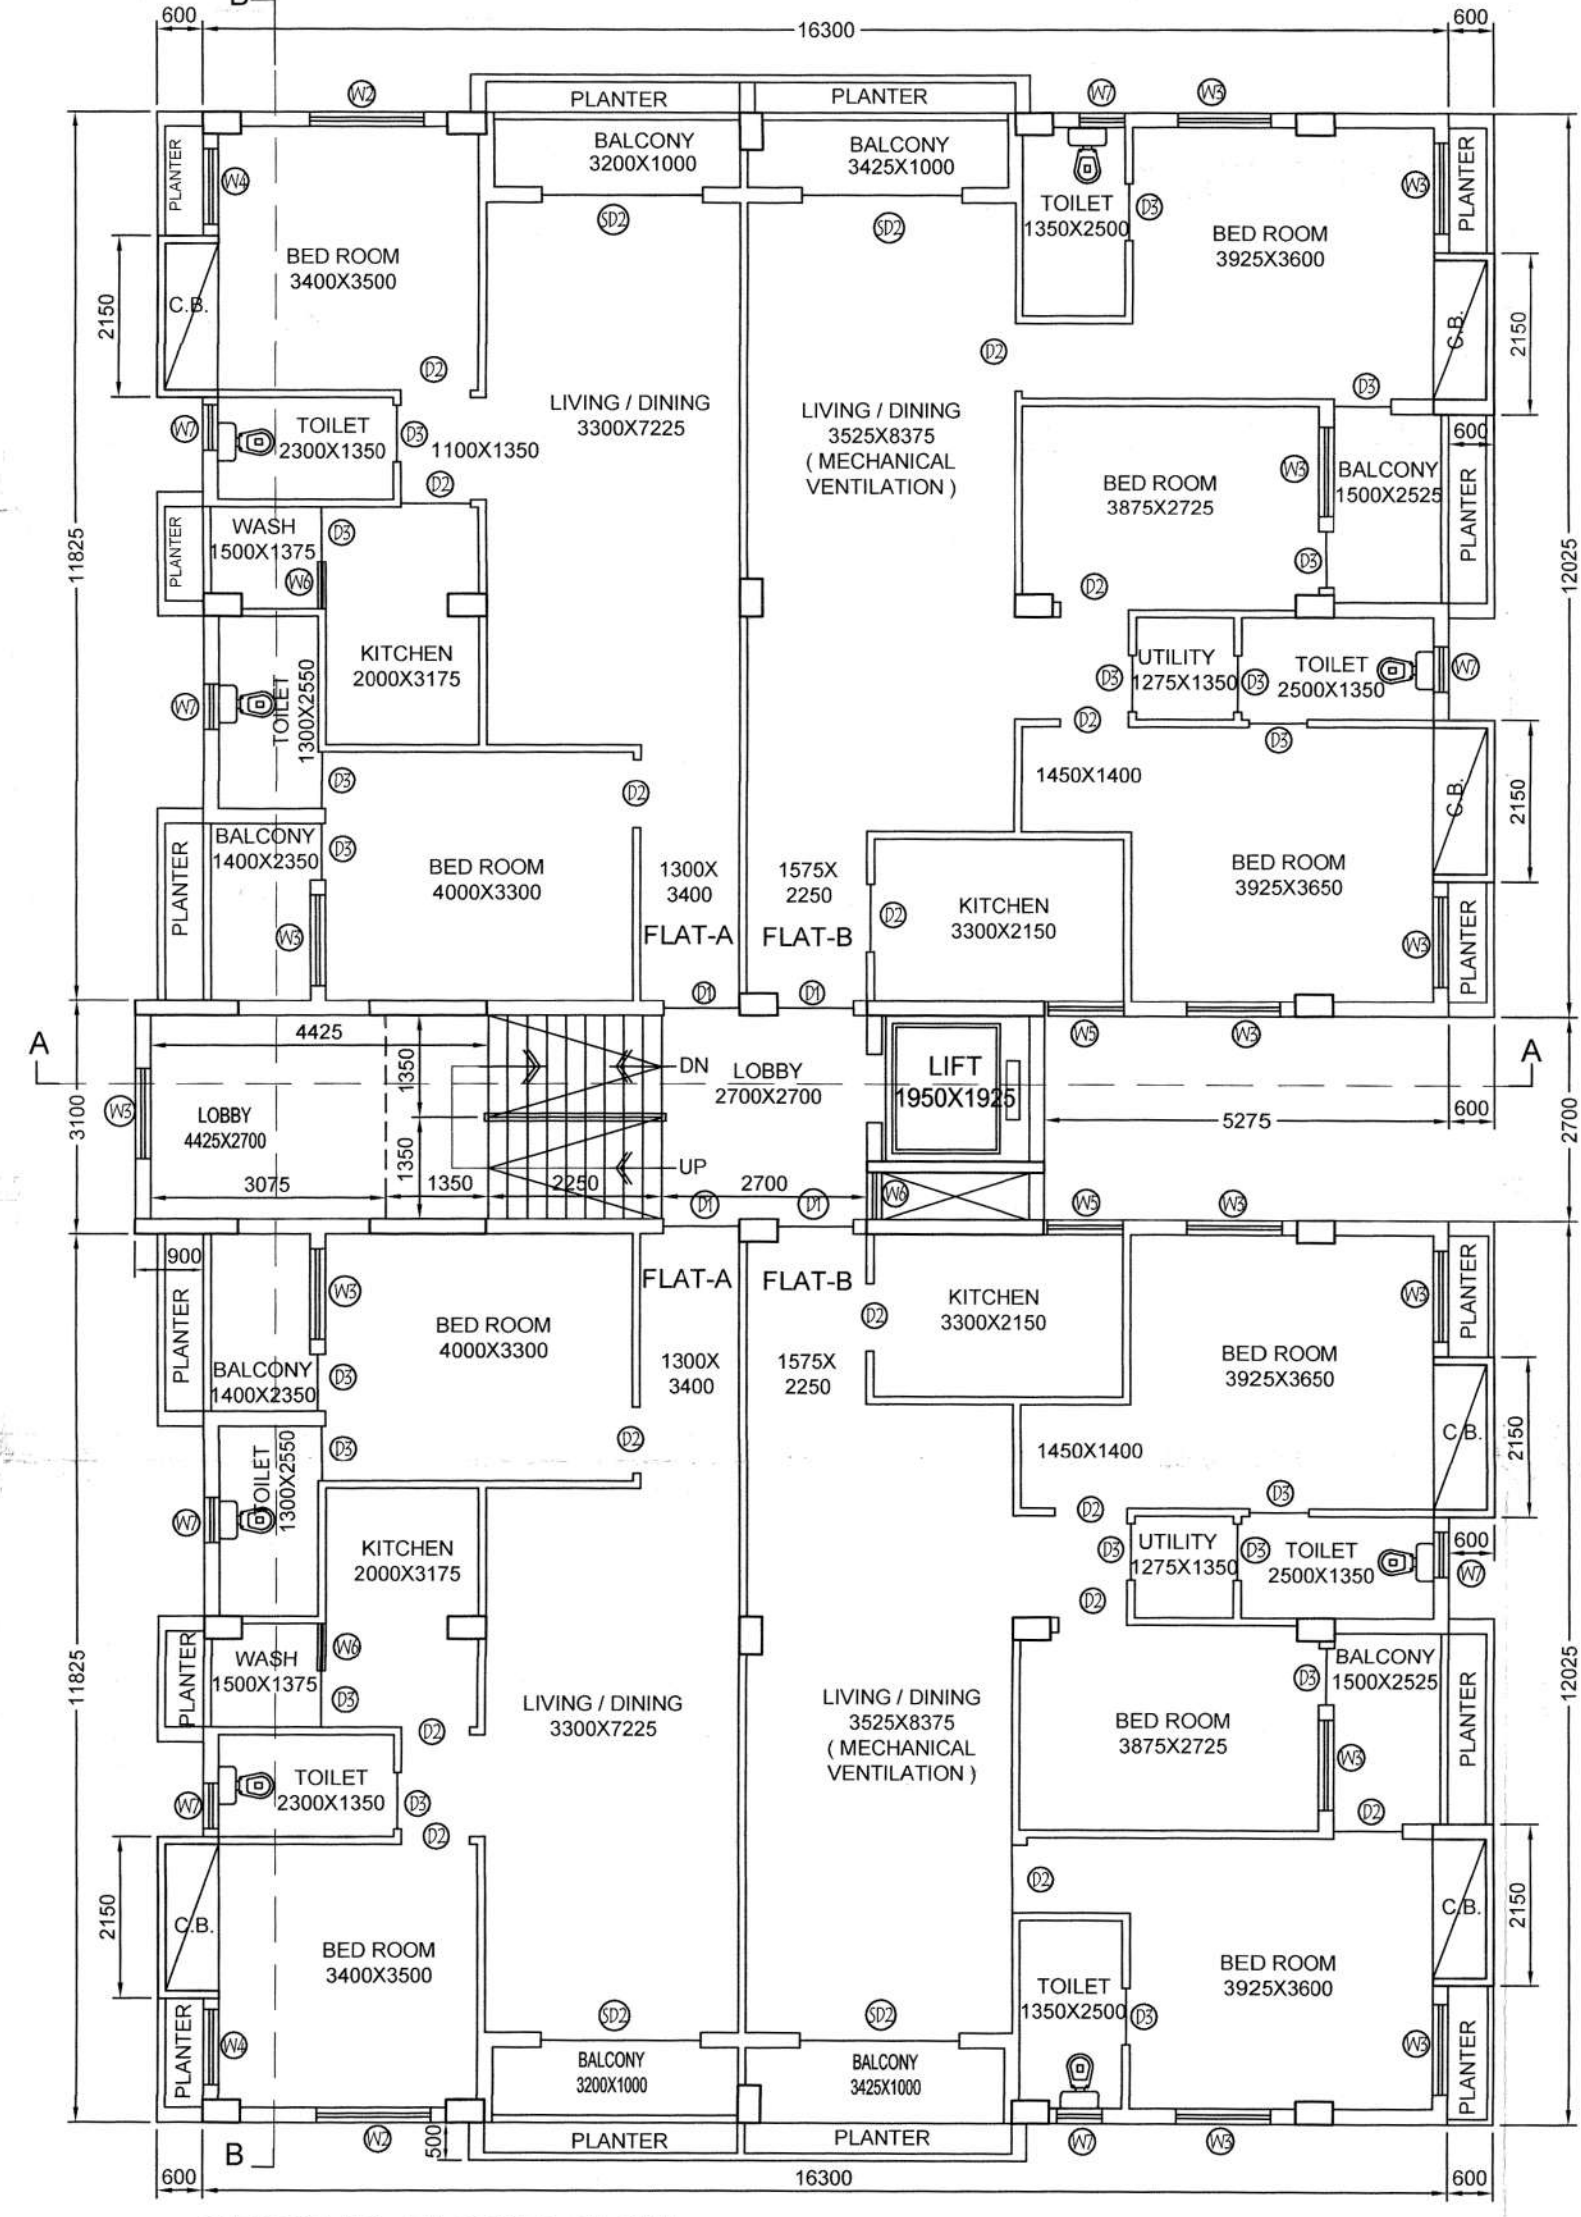 B
600
16300
600
W2
W7
W3
PLANTER
PLANTER
BALCONY
3200X1000
BALCONY
3425X1000
PLANTER
W4
SD2
SD2
TOILET
1350X2500
D3
W3
PLANTER
BED ROOM
3400X3500
BED ROOM
3925X3600
2150
C.B.
C.B.
2150
D2
D2
D3
LIVING / DINING
3300X7225
LIVING / DINING
3525X8375
( MECHANICAL
VENTILATION )
W7
TOILET
2300X1350
D3
1100X1350
D2
600
W3
BALCONY
1500X2525
PLANTER
BED ROOM
3875X2725
PLANTER
WASH
1500X1375
D3
W6
D3
D2
11825
12025
KITCHEN
2000X3175
TOILET
1300X2550
W7
UTILITY
1275X1350
D3
D3
TOILET
2500X1350
W7
D2
D3
D3
D2
1450X1400
C.B.
2150
BALCONY
1400X2350
D3
PLANTER
BED ROOM
4000X3300
1300X
3400
1575X
2250
BED ROOM
3925X3650
KITCHEN
3300X2150
D2
W3
FLAT-A
FLAT-B
W3
PLANTER
D1
D1
W5
W3
A
4425
1350
DN
LOBBY
2700X2700
LIFT
1950X1925
A
3100
W3
LOBBY
4425X2700
5275
600
2700
1350
UP
3075
1350
2250
2700
W6
D1
D1
W5
W3
900
PLANTER
W3
FLAT-A
FLAT-B
KITCHEN
3300X2150
D2
W3
PLANTER
BED ROOM
4000X3300
BALCONY
1400X2350
D3
1300X
3400
1575X
2250
BED ROOM
3925X3650
D3
D2
1450X1400
C.B.
2150
TOILET
1300X2550
W7
D2
D3
KITCHEN
2000X3175
D3
UTILITY
1275X1350
D3
TOILET
2500X1350
600
W7
D2
PLANTER
WASH
1500X1375
W6
D3
D3
BALCONY
1500X2525
PLANTER
11825
12025
LIVING / DINING
3300X7225
LIVING / DINING
3525X8375
( MECHANICAL
VENTILATION )
BED ROOM
3875X2725
W3
D2
D2
TOILET
2300X1350
W7
D3
D2
D2
2150
C.B.
C.B.
2150
BED ROOM
3400X3500
BED ROOM
3925X3600
TOILET
1350X2500
D3
PLANTER
W4
SD2
SD2
W3
PLANTER
BALCONY
3200X1000
BALCONY
3425X1000
W2
500
PLANTER
PLANTER
W7
W3
B
600
16300
600